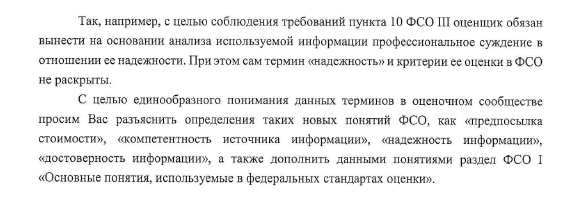 Так, например, с целью соблюдения требований пункта 10 ФСО III оценщик обязан
вынести на основании анализа используемой информации профессиональное суждение в
отношении ее надежности. При этом сам термин «надежность» и критерии ее оценки в ФСО
не раскрыты.
С целью единообразного понимания данных терминов в оценочном сообществе
просим Вас разъяснить определения таких новых понятий ФСО, как «предпосылка
стоимости», «компетентность источника информации», «надежность информации»,
«достоверность информации», а также дополнить данными понятиями раздел ФСО I
«Основные понятия, используемые в федеральных стандартах оценки».